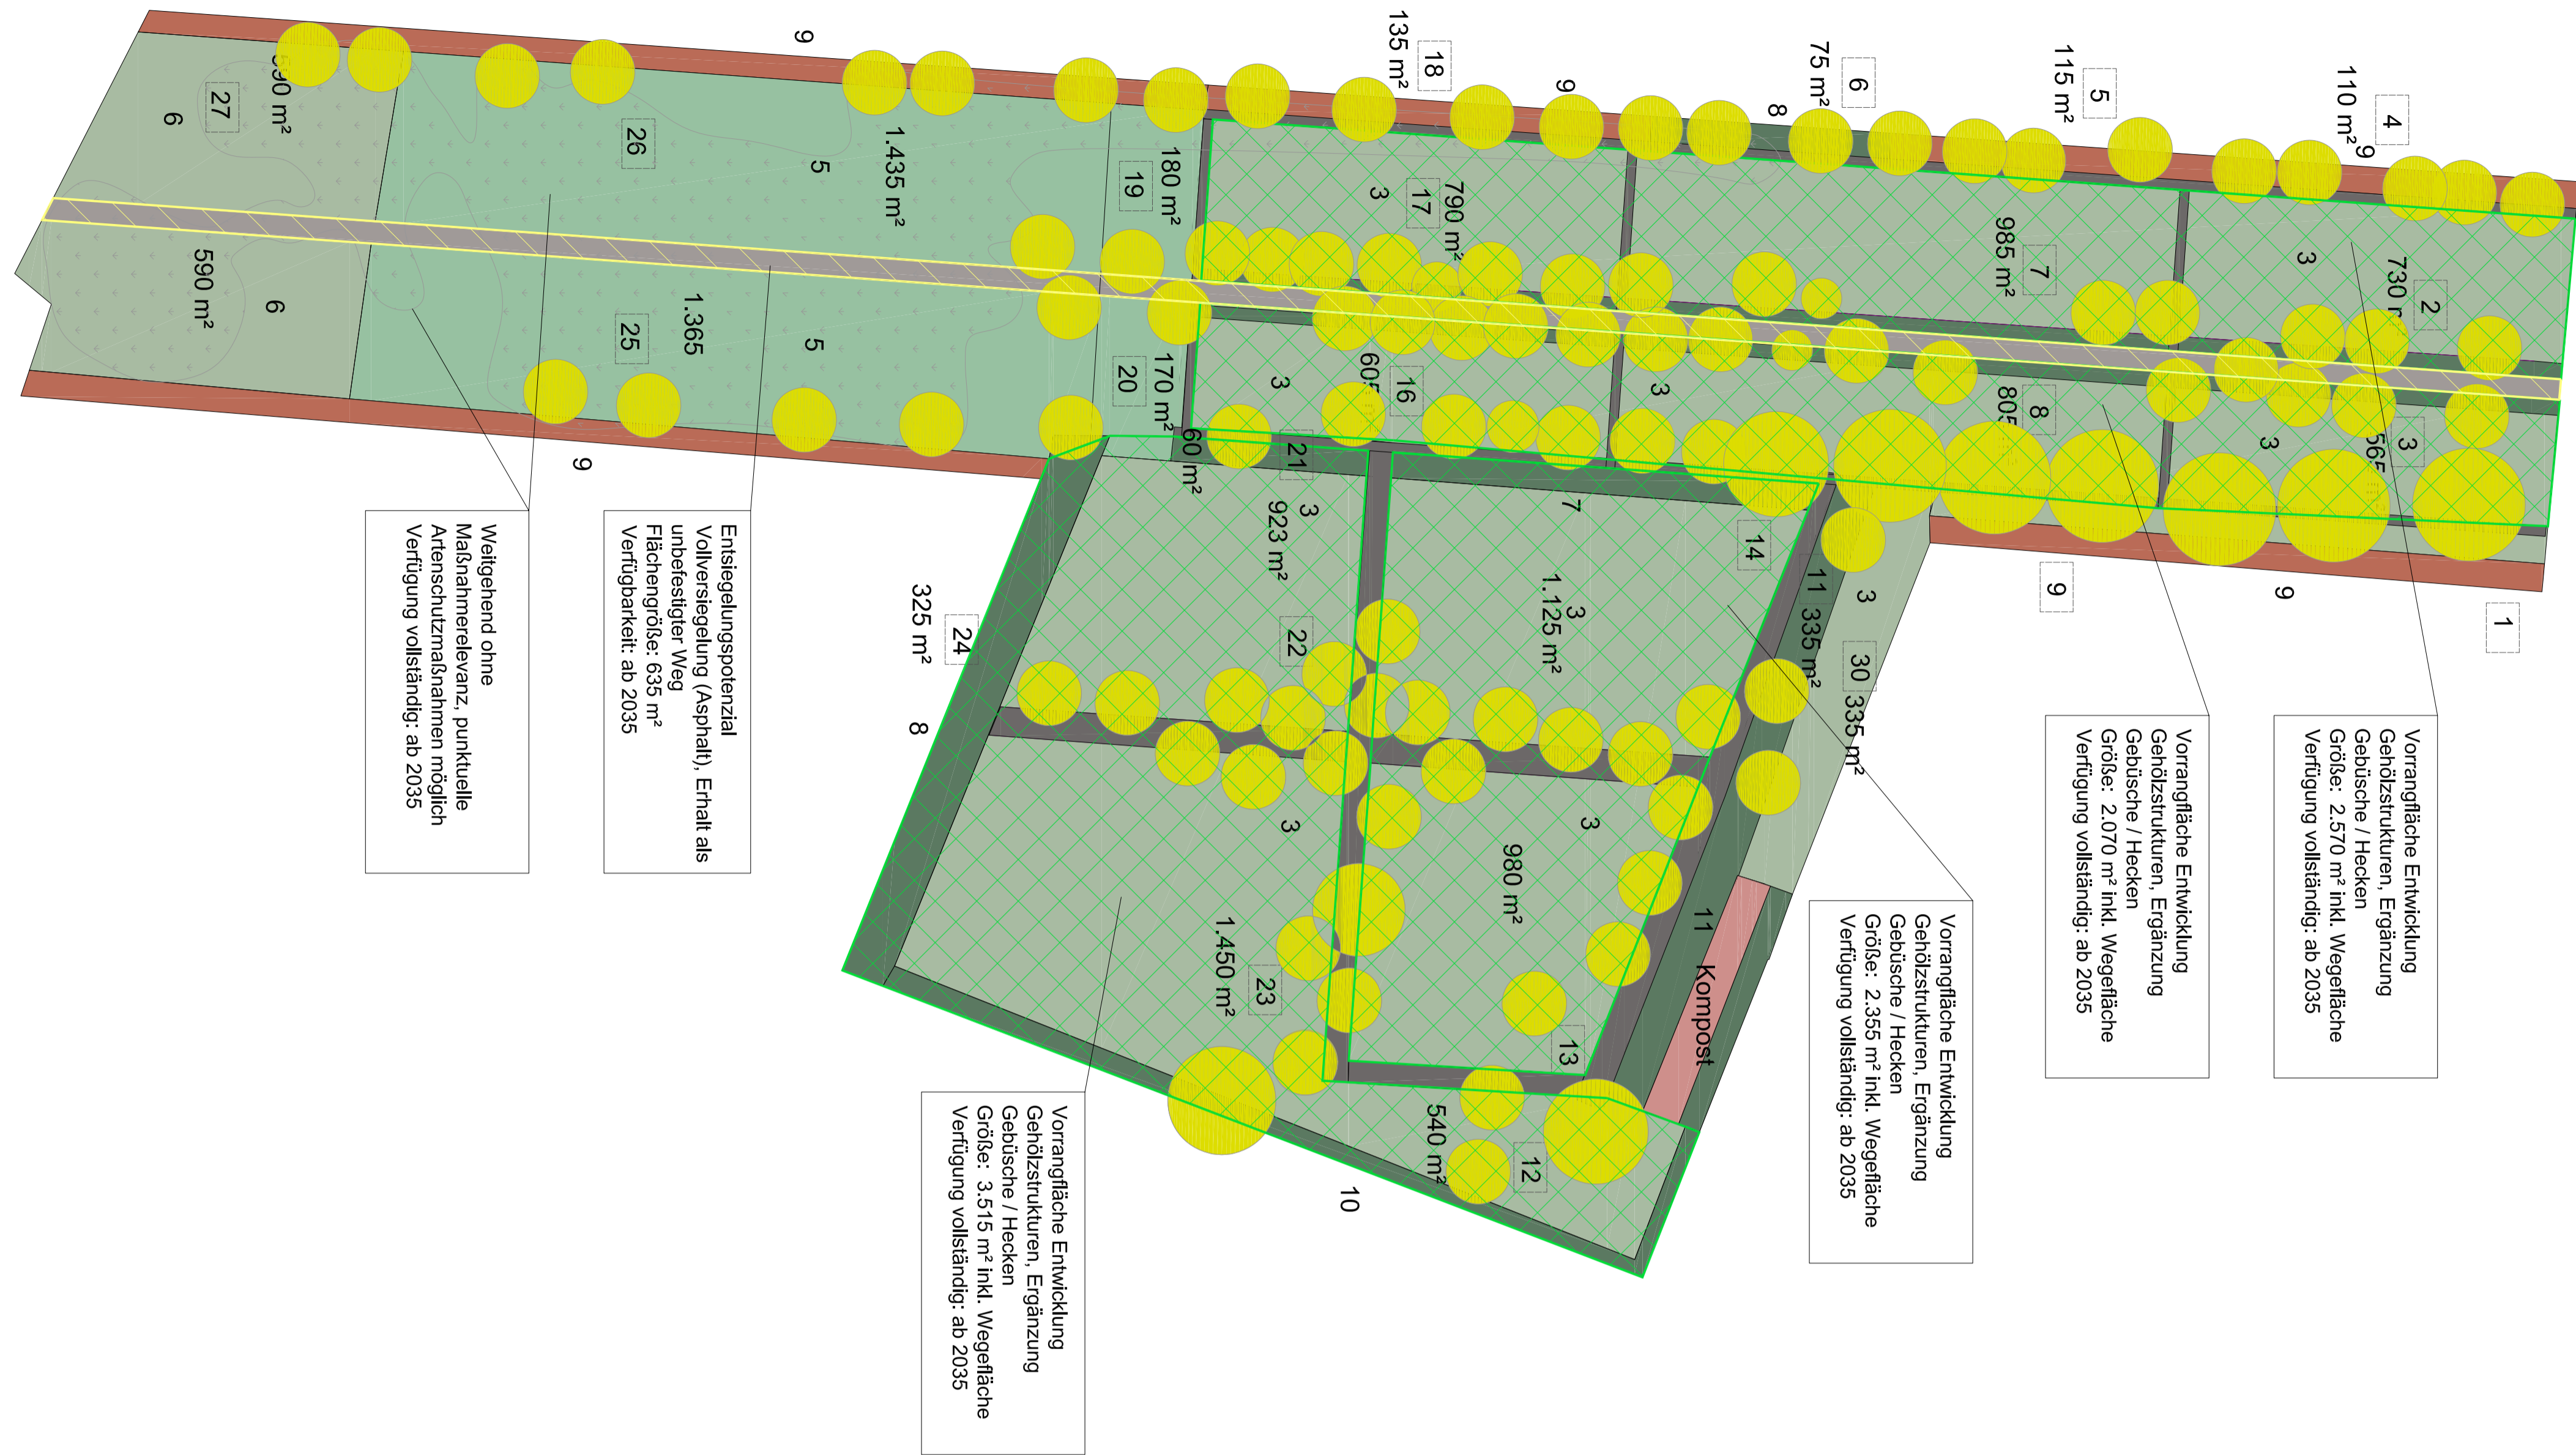 4
110 m²
9
5
115 m²
6
75 m²
8
9
18
135 m²
9
2
730
3
7
985 m²
790 m²
17
3
180 m²
19
1.435 m²
5
26
590 m²
27
6
3
3
8
805
3
16
605
3
170 m²
20
60 m²
21
1.365
5
25
6
590 m²
1
9
9
9
14
7
3
1.125 m²
11
335 m²
3
30
335 m²
3
923 m²
22
24
325 m²
8
3
980 m²
13
11
Kompost
3
1.450 m²
23
540 m²
12
10
Vorrangfläche Entwicklung
Gehölzstrukturen, Ergänzung
Gebüsche / Hecken
Größe: 2.570 m² inkl. Wegefläche
Verfügung vollständig: ab 2035
Vorrangfläche Entwicklung
Gehölzstrukturen, Ergänzung
Gebüsche / Hecken
Größe: 2.070 m² inkl. Wegefläche
Verfügung vollständig: ab 2035
Vorrangfläche Entwicklung
Gehölzstrukturen, Ergänzung
Gebüsche / Hecken
Größe: 2.355 m² inkl. Wegefläche
Verfügung vollständig: ab 2035
Vorrangfläche Entwicklung
Gehölzstrukturen, Ergänzung
Gebüsche / Hecken
Größe: 3.515 m² inkl. Wegefläche
Verfügung vollständig: ab 2035
Entsiegelungspotenzial
Vollversiegelung (Asphalt), Erhalt als
unbefestigter Weg
Flächengröße: 635 m²
Verfügbarkeit: ab 2035
Weitgehend ohne
Maßnahmerelevanz, punktuelle
Artenschutzmaßnahmen möglich
Verfügung vollständig: ab 2035